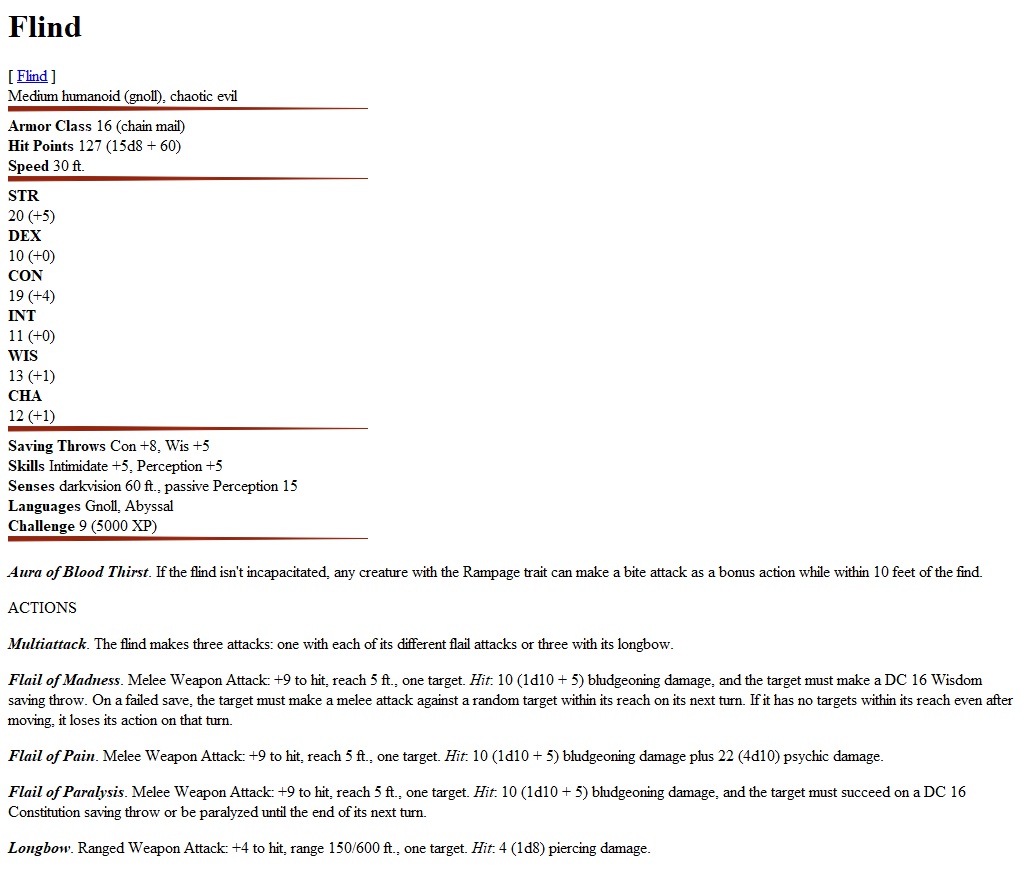 Flind
[ Flind ]
Medium humanoid (gnoll), chaotic evil
Armor Class 16 (chain mail)
Hit Points 127 (15d8 + 60)
Speed 30 ft.
STR
20 (+5)
DEX
10 (+0)
CON
19 (+4)
INT
11 (+0)
WIS
13 (+1)
CHA
12 (+1)
Saving Throws Con +8, Wis +5
Skills Intimidate +5, Perception +5
Senses darkvision 60 ft., passive Perception 15
Languages Gnoll, Abyssal
Challenge 9 (5000 XP)
Aura of Blood Thirst. If the flind isn't incapacitated, any creature with the Rampage trait can make a bite attack as a bonus action while within 10 feet of the find.
ACTIONS
Multiattack. The flind makes three attacks: one with each of its different flail attacks or three with its longbow.
Flail of Madness. Melee Weapon Attack: +9 to hit, reach 5 ft., one target. Hit: 10 (1d10 + 5) bludgeoning damage, and the target must make a DC 16 Wisdom
saving throw. On a failed save, the target must make a melee attack against a random target within its reach on its next turn. If it has no targets within its reach even after
moving, it loses its action on that turn.
Flail of Pain. Melee Weapon Attack: +9 to hit, reach 5 ft., one target. Hit: 10 (1d10 + 5) bludgeoning damage plus 22 (4d10) psychic damage.
Flail of Paralysis. Melee Weapon Attack: +9 to hit, reach 5 ft., one target. Hit: 10 (1d10 + 5) bludgeoning damage, and the target must succeed on a DC 16
Constitution saving throw or be paralyzed until the end of its next turn.
Longbow. Ranged Weapon Attack: +4 to hit, range 150/600 ft., one target. Hit: 4 (1d8) piercing damage.